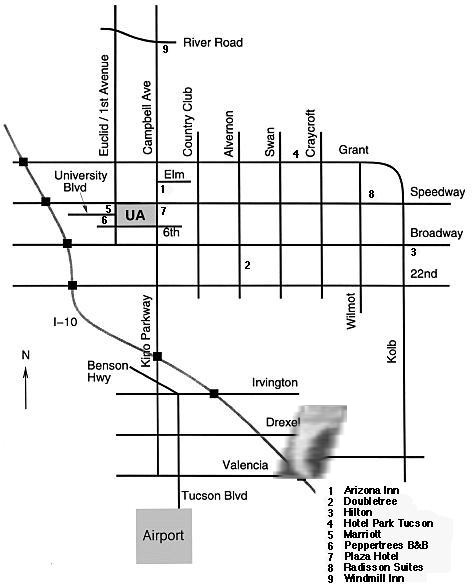 9
River Road
Euclid / 1st Avenue
Campbell Ave
Country Club
Alvernon
Swan
Craycroft
4
Grant
University
Blvd
Elm
1
8
Speedway
5
UA
7
6
6th
Broadway
3
2
22nd
I-10
Kino Parkway
Wilmot
Kolb
N
Benson
Hwy
Irvington
Drexel
Valencia
Tucson Blvd
Airport
1 Arizona Inn
2 Doubletree
3 Hilton
4 Hotel Park Tucson
5 Marriott
6 Peppertrees B&B
7 Plaza Hotel
8 Radisson Suites
9 Windmill Inn